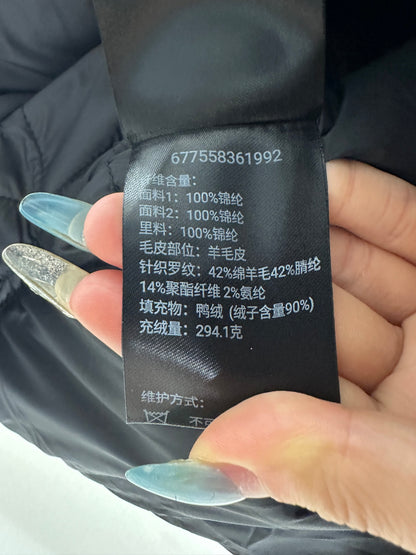 677558361992
纤维含量：
面料1：100%锦纶
面料2：100%锦纶
里料：100%锦纶
毛皮部位：羊毛皮
针织罗纹：42%绵羊毛42%腈纶
14%聚酯纤维 2%氨纶
填充物：鸭绒（绒子含量90%）
充绒量：294.1克
维护方式：
不